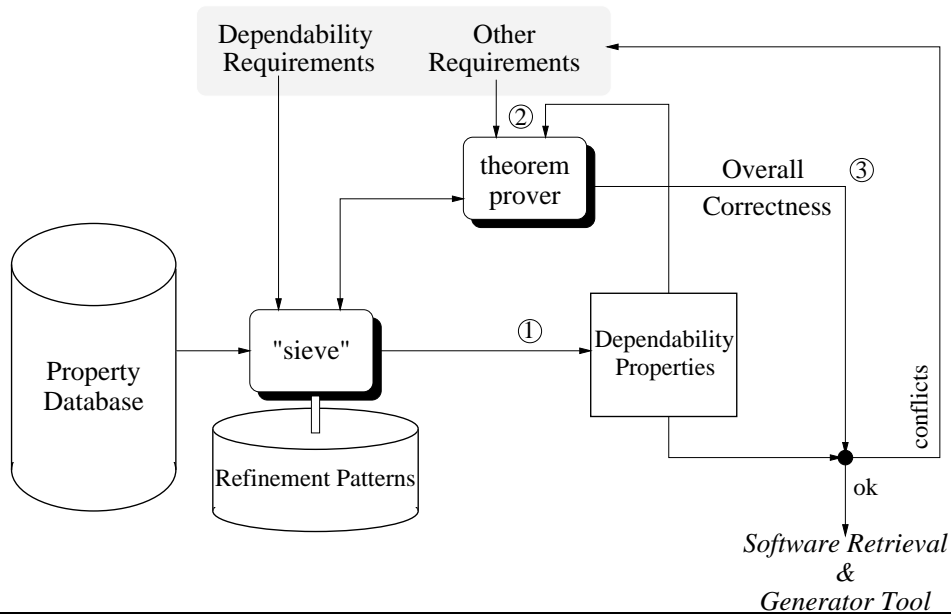 Dependability
Requirements
Other
Requirements
②
theorem
prover
Overall
Correctness
③
Property
Database
"sieve"
①
Dependability
Properties
Refinement Patterns
conflicts
ok
Software Retrieval
&
Generator Tool